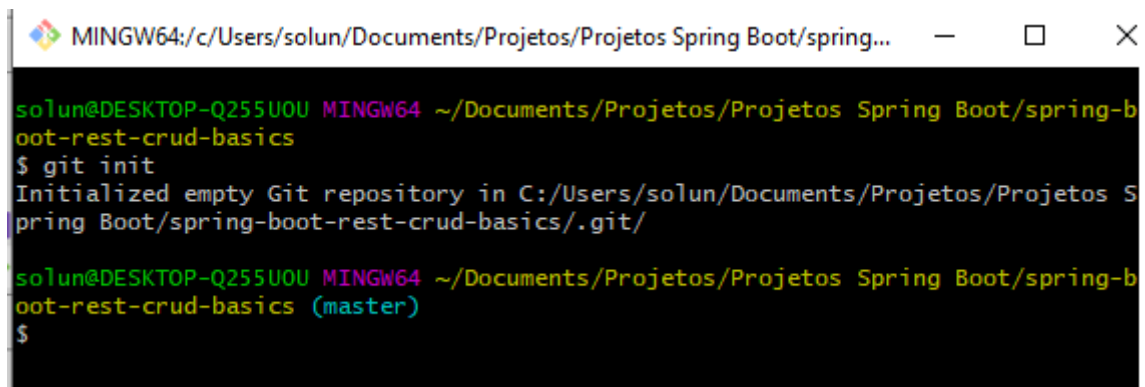 MINGW64:/c/Users/solun/Documents/Projetos/Projetos Spring Boot/spring...
solun@DESKTOP-Q255UOU MINGW64 ~/Documents/Projetos/Projetos Spring Boot/spring-b
oot-rest-crud-basics
$ git init
Initialized empty Git repository in C:/Users/solun/Documents/Projetos/Projetos S
pring Boot/spring-boot-rest-crud-basics/.git/
solun@DESKTOP-Q255UOU MINGW64 ~/Documents/Projetos/Projetos Spring Boot/spring-b
oot-rest-crud-basics (master)
$